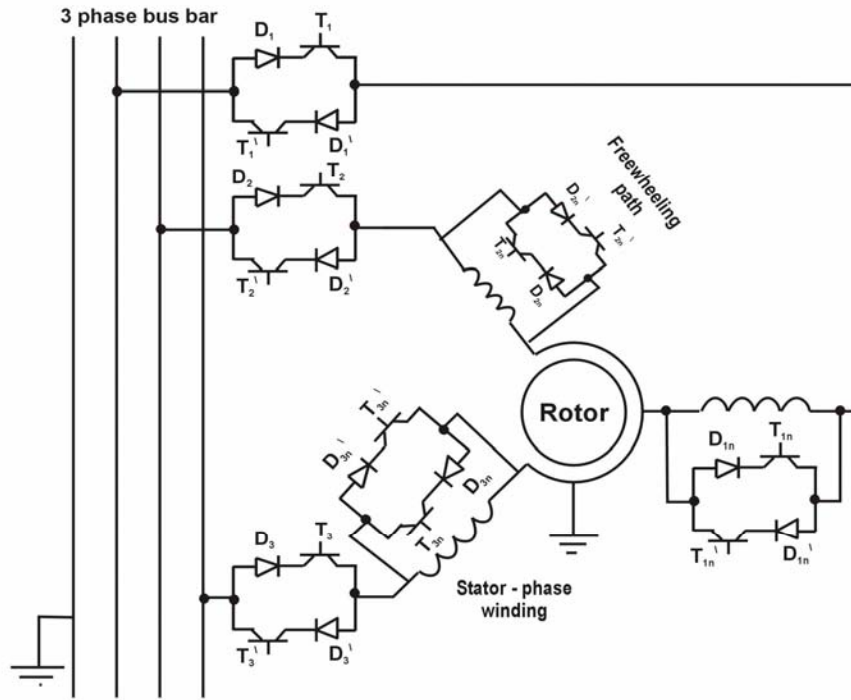 3 phase bus bar
D1 T1
T1\ D1\
D2 T2
T2\ D2\
Freewheeling
path
D2n\ T2n\
T2n D2n
Rotor
T3n\
D3n\ D3n
T3n
D1n T1n
T1n\ D1n\
D3 T3
T3\ D3\
Stator - phase
winding